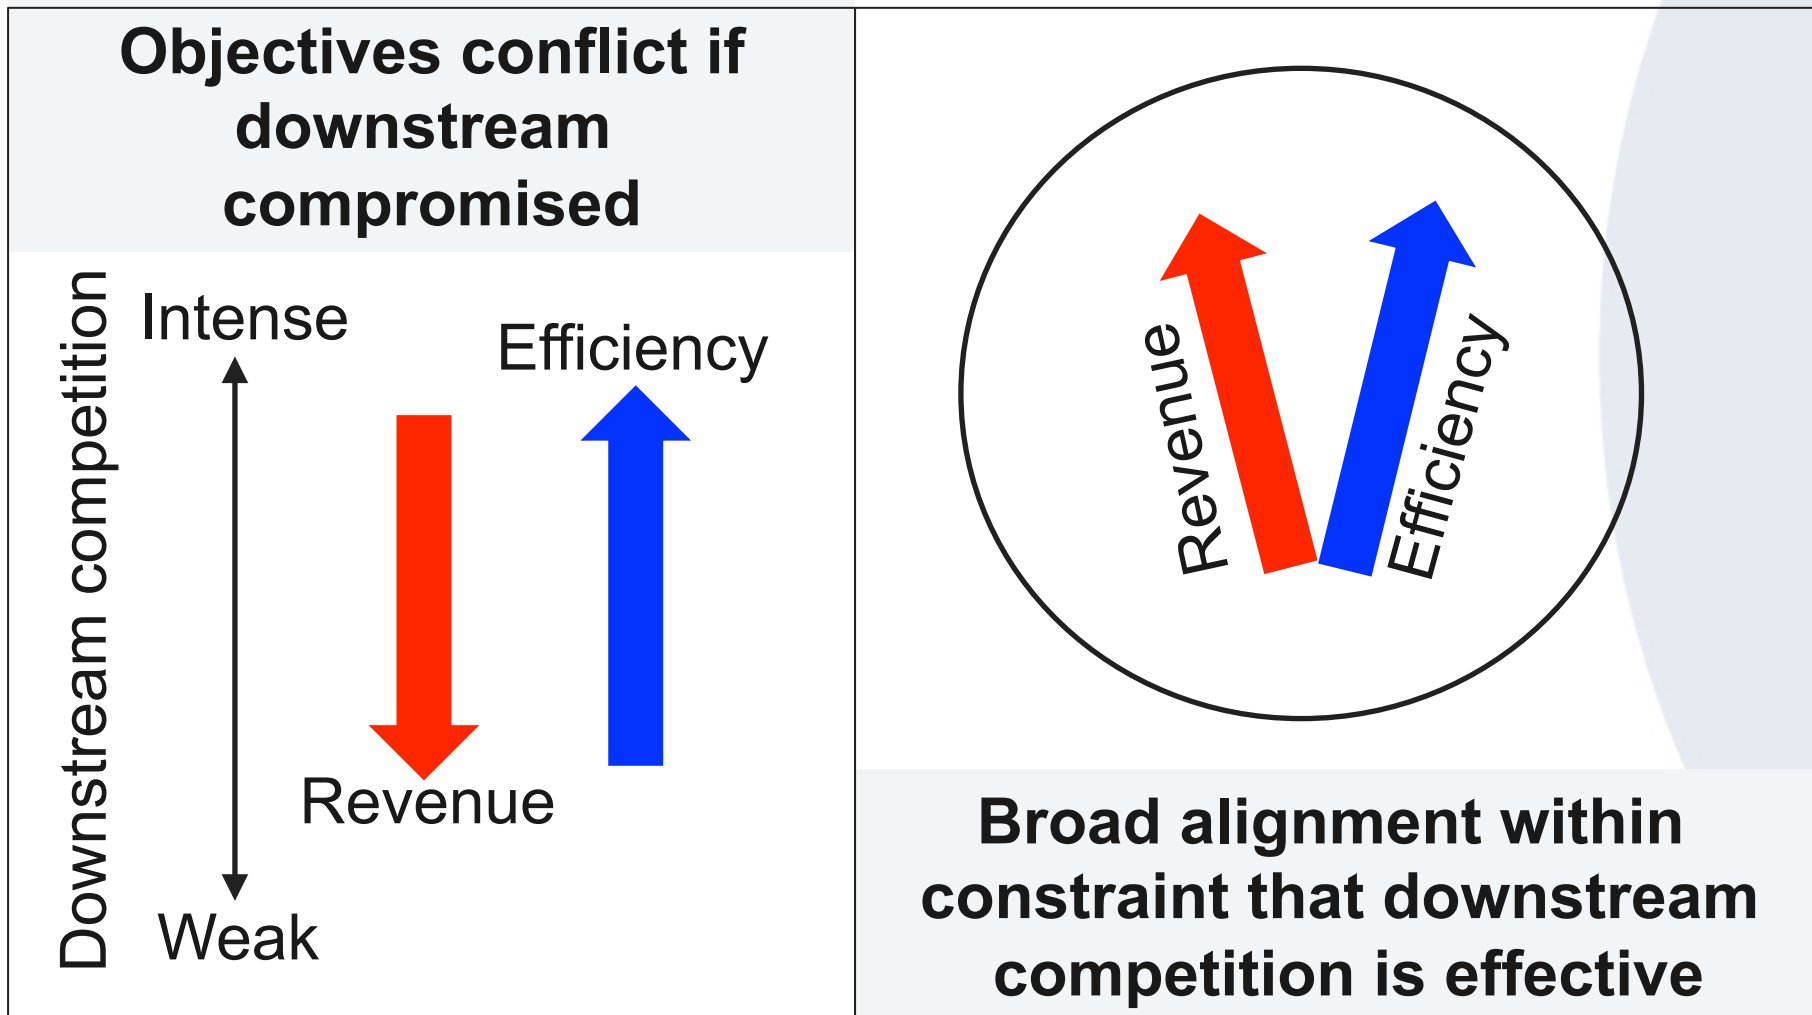 Objectives conflict if
downstream
compromised
Downstream competition
Intense
Efficiency
Revenue
Weak
Revenue
Efficiency
Broad alignment within
constraint that downstream
competition is effective